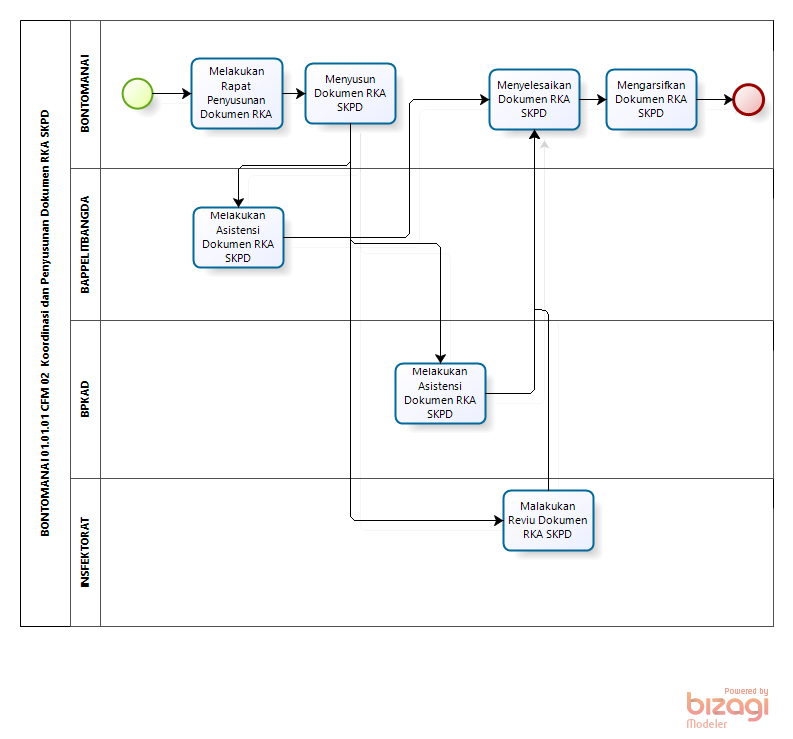 BONTOMANAI 01.01.01 CFM 02 Koordinasi dan Penyusunan Dokumen RKA SKPD
BONTOMANAI
Melakukan
Rapat
Penyusunan
Dokumen RKA
Menyusun
Dokumen RKA
SKPD
Menyelesaikan
Dokumen RKA
SKPD
Mengarsifkan
Dokumen RKA
SKPD
BAPPELITBANGDA
Melakukan
Asistensi
Dokumen RKA
SKPD
BPKAD
Melakukan
Asistensi
Dokumen RKA
SKPD
INSFEKTORAT
Malakukan
Reviu Dokumen
RKA SKPD
Powered by
bizagi
Modeler